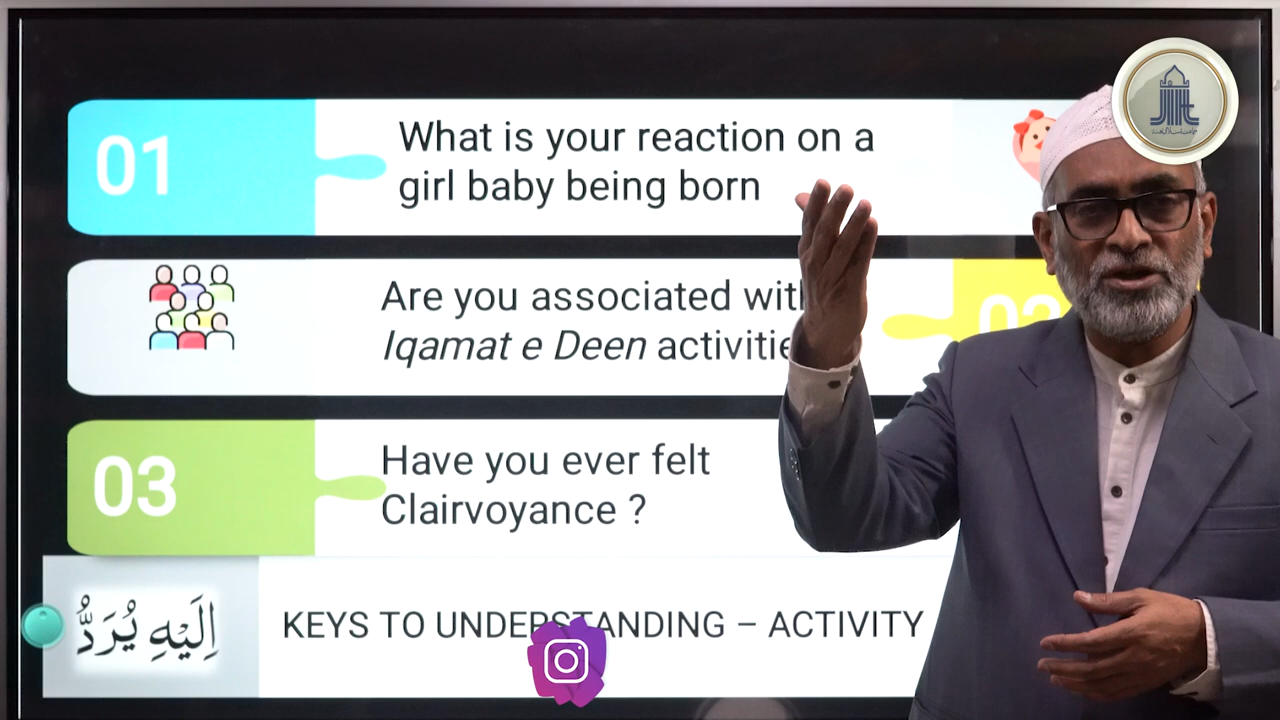 01
What is your reaction on a
girl baby being born
Are you associated with
Iqamat e Deen
03
Have you ever felt
Clairvoyance ?
اِلَيْهِ يُرَدُّ
KEYS TO UNDERSTANDING – ACTIVITY